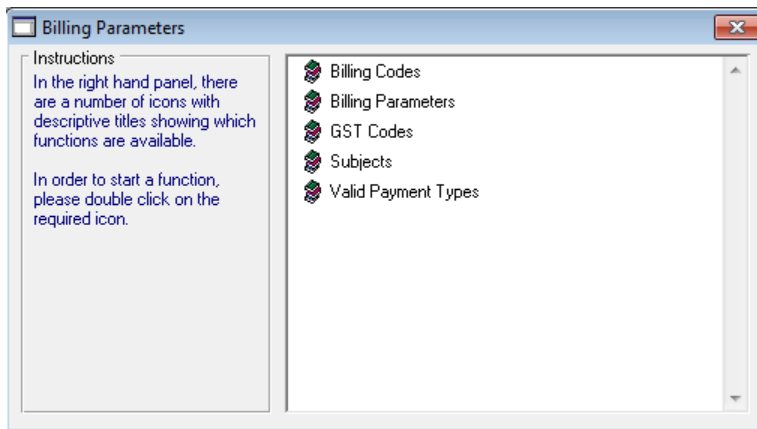 Billing Parameters
Instructions
In the right hand panel, there
are a number of icons with
descriptive titles showing which
functions are available.
In order to start a function,
please double click on the
required icon.
Billing Codes
Billing Parameters
GST Codes
Subjects
Valid Payment Types